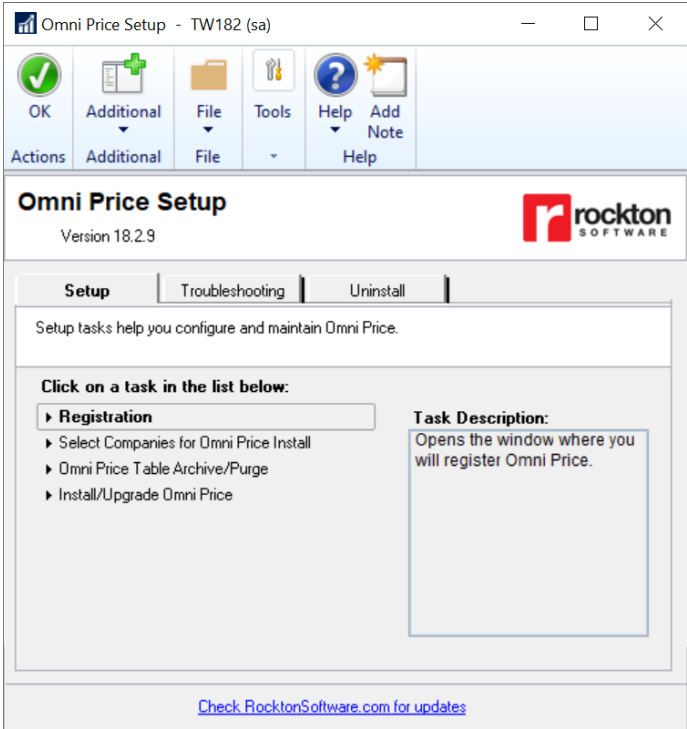 Omni Price Setup - TW182 (sa)
OK
Additional
File
Tools
Help
Add
Note
Actions
Additional
File
Help
Omni Price Setup
Version 18.2.9
rockton
SOFTWARE
Setup
Troubleshooting
Uninstall
Setup tasks help you configure and maintain Omni Price.
Click on a task in the list below:
Registration
Select Companies for Omni Price Install
Omni Price Table Archive/Purge
Install/Upgrade Omni Price
Task Description:
Opens the window where you
will register Omni Price.
Check RocktonSoftware.com for updates